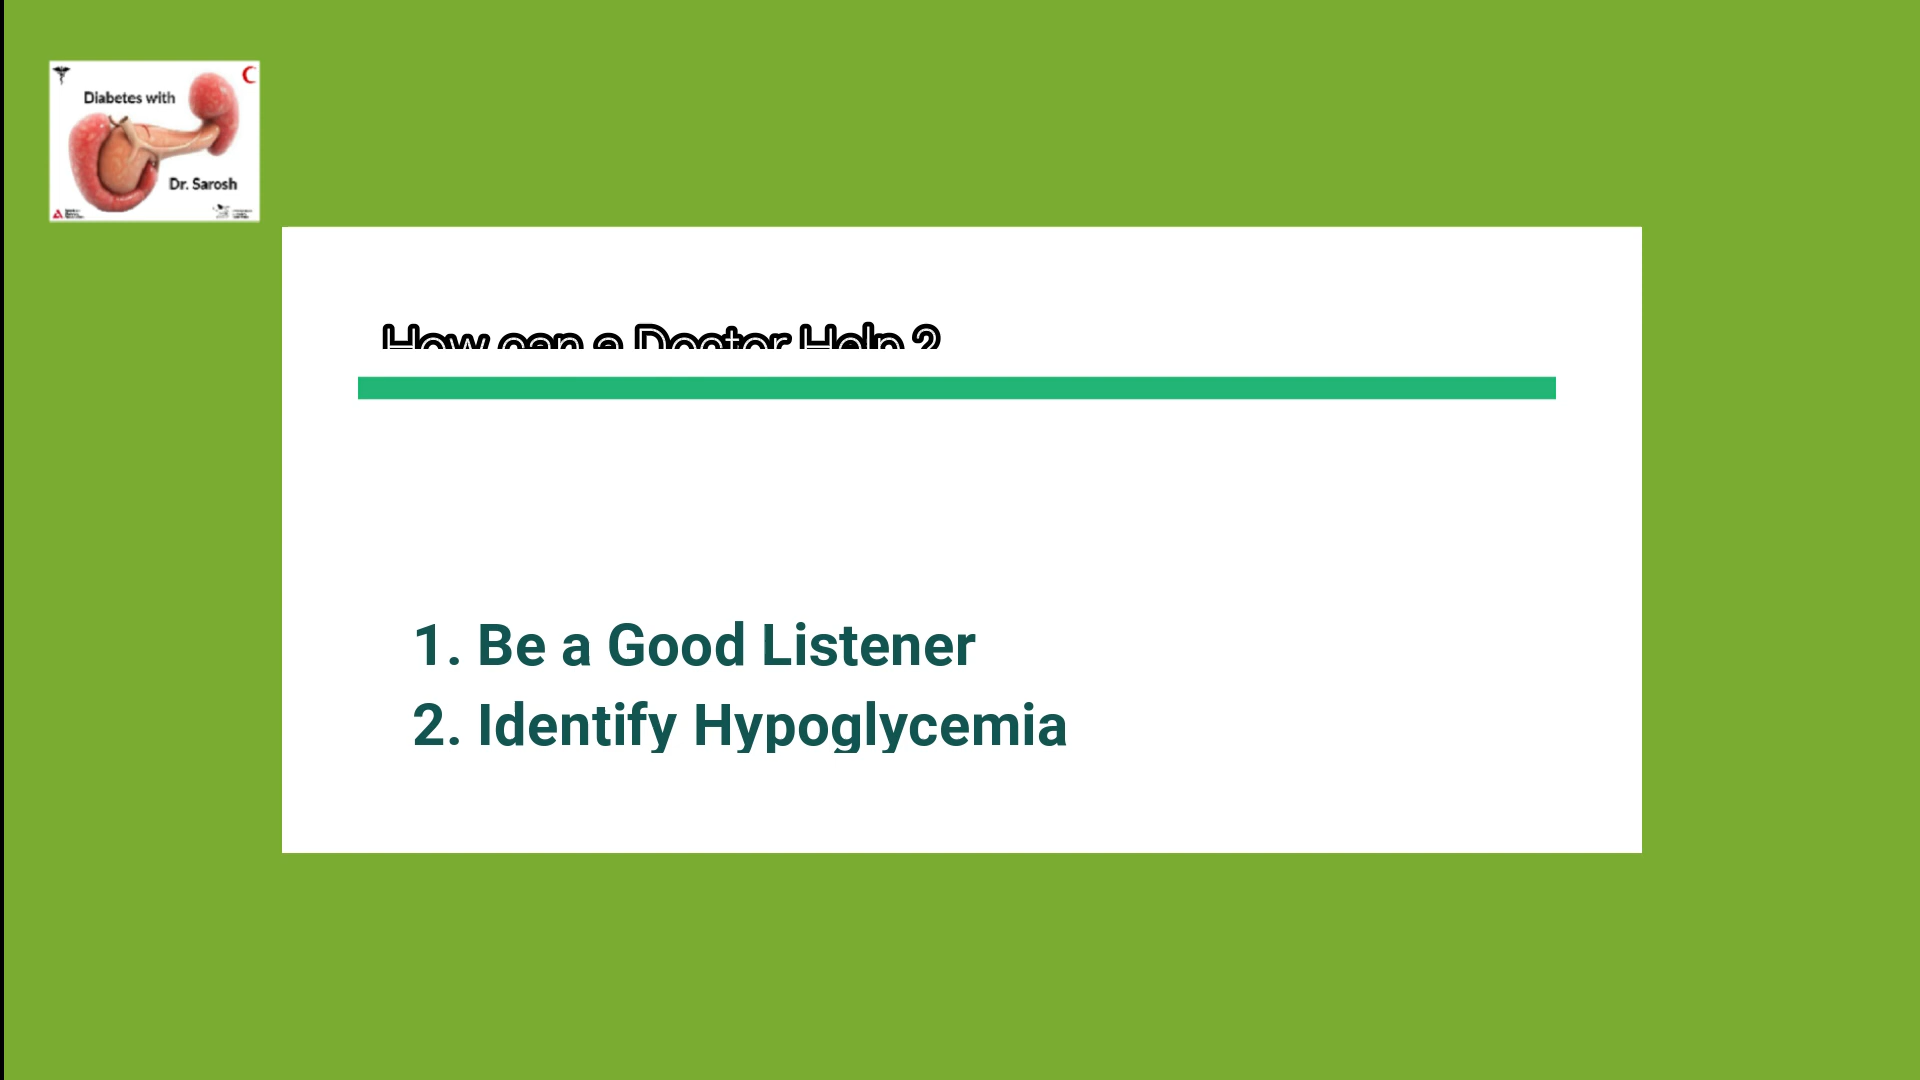 Diabetes with
Dr. Sarosh
How can a Doctor Help ?
1. Be a Good Listener
2. Identify Hypoglycemia